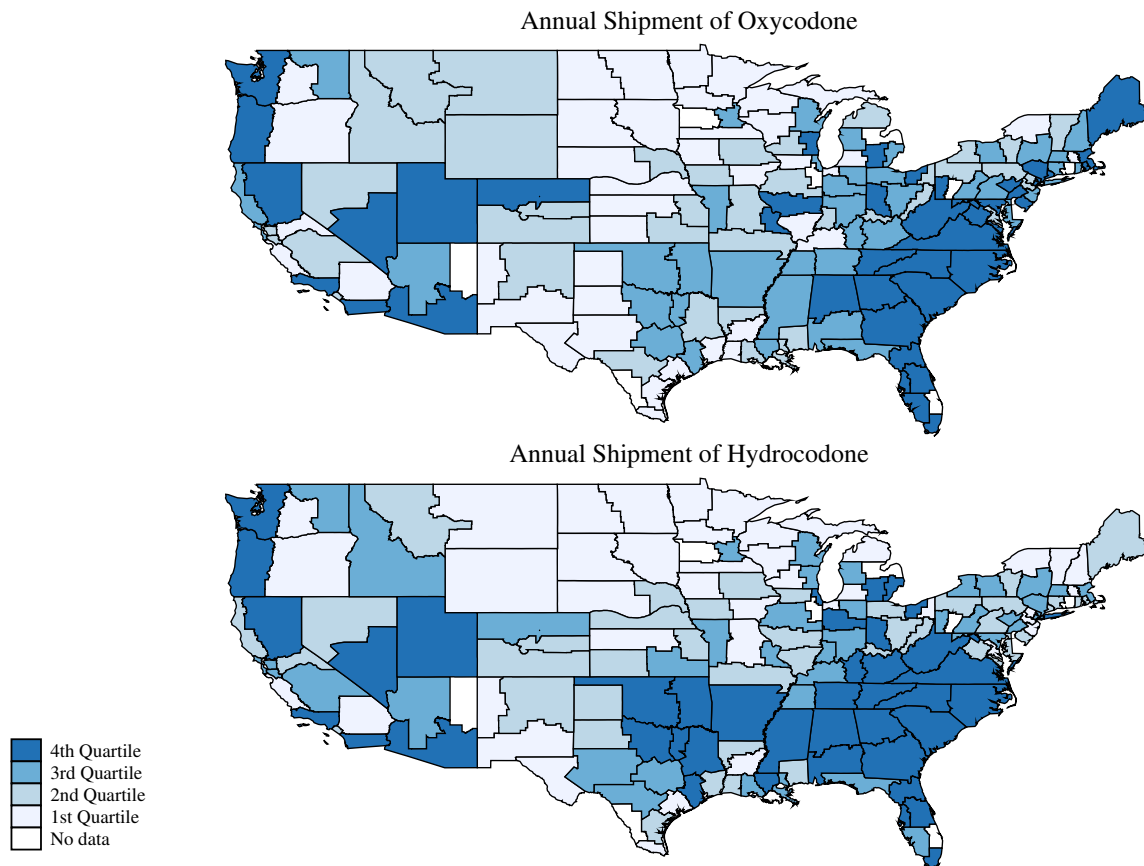 Annual Shipment of Oxycodone
Annual Shipment of Hydrocodone
4th Quartile
3rd Quartile
2nd Quartile
1st Quartile
No data